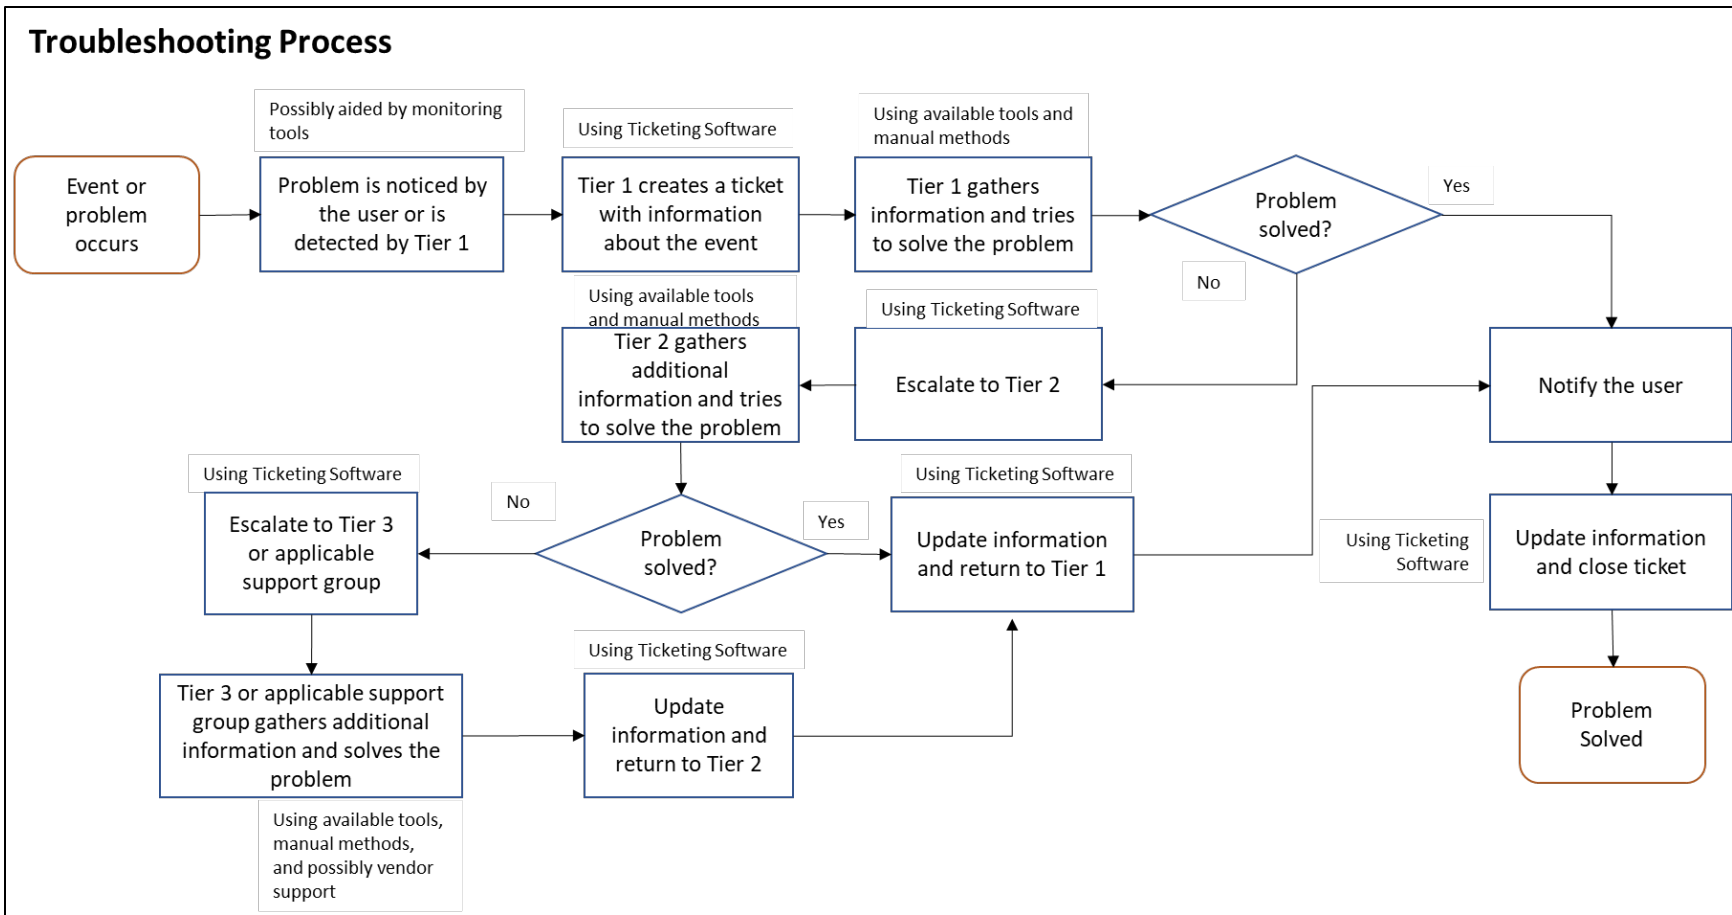 Troubleshooting Process
Possibly aided by monitoring
tools
Using Ticketing Software
Using available tools and
manual methods
Event or
problem
occurs
Problem is noticed by
the user or is
detected by Tier 1
Tier 1 creates a ticket
with information
about the event
Tier 1 gathers
information and tries
to solve the problem
Problem
solved?
Yes
No
Using available tools
and manual methods
Using Ticketing Software
Tier 2 gathers
additional
information and tries
to solve the problem
Escalate to Tier 2
Notify the user
Using Ticketing Software
No
Yes
Using Ticketing Software
Escalate to Tier 3
or applicable
support group
Problem
solved?
Update information
and return to Tier 1
Using Ticketing
Software
Update information
and close ticket
Using Ticketing Software
Tier 3 or applicable support
group gathers additional
information and solves the
problem
Update
information and
return to Tier 2
Problem
Solved
Using available tools,
manual methods,
and possibly vendor
support